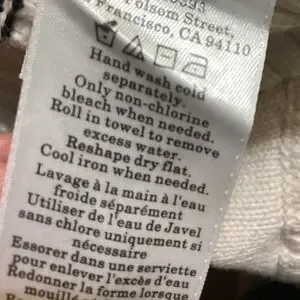 Folsom Street,
Francisco, CA 94110
Hand wash cold
separately.
Only non-chlorine
bleach when needed.
Roll in towel to remove
excess water.
Reshape dry flat.
Cool iron when needed.
Lavage à la main à l'eau
froide séparément
Utiliser de l'eau de Javel
sans chlore uniquement si
nécessaire
Essorer dans une serviette
pour enlever l'excès d'eau
Redonner la forme lorsque